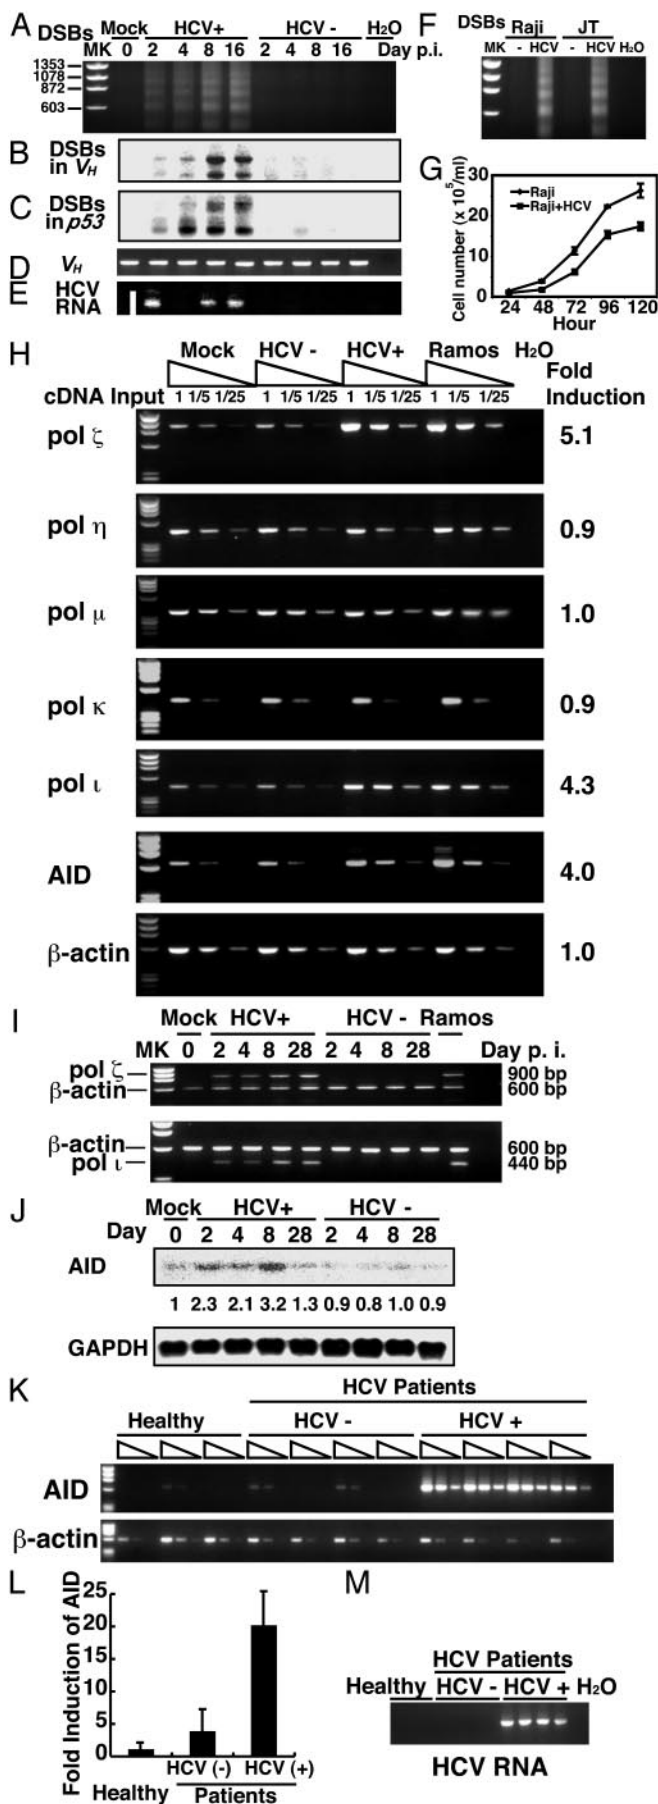 A DSBs Mock HCV+ HCV - H2O
MK 0 2 4 8 16 2 4 8 16 Day p.i.
1353
1078
872
603
B DSBs in VH
C DSBs in p53
D VH
E HCV RNA
F DSBs Raji JT
MK - HCV - HCV H2O
G
Cell number (x 10^5/ml)
30
20
10
0
Raji
Raji+HCV
24 48 72 96 120
Hour
H Mock HCV - HCV+ Ramos H2O Fold Induction
cDNA Input 1 1/5 1/25 1 1/5 1/25 1 1/5 1/25 1 1/5 1/25
pol ζ 5.1
pol η 0.9
pol μ 1.0
pol κ 0.9
pol ι 4.3
AID 4.0
β-actin 1.0
I Mock HCV+ HCV - Ramos
MK 0 2 4 8 28 2 4 8 28 Day p. i.
pol ζ 900 bp
β-actin 600 bp
β-actin 600 bp
pol ι 440 bp
J Mock HCV+ HCV -
Day 0 2 4 8 28 2 4 8 28
AID
1 2.3 2.1 3.2 1.3 0.9 0.8 1.0 0.9
GAPDH
K HCV Patients
Healthy HCV - HCV +
AID
β-actin
L
Fold Induction of AID
25
20
15
10
5
0
HCV (-) HCV (+)
Healthy Patients
M
HCV Patients
Healthy HCV - HCV + H2O
HCV RNA